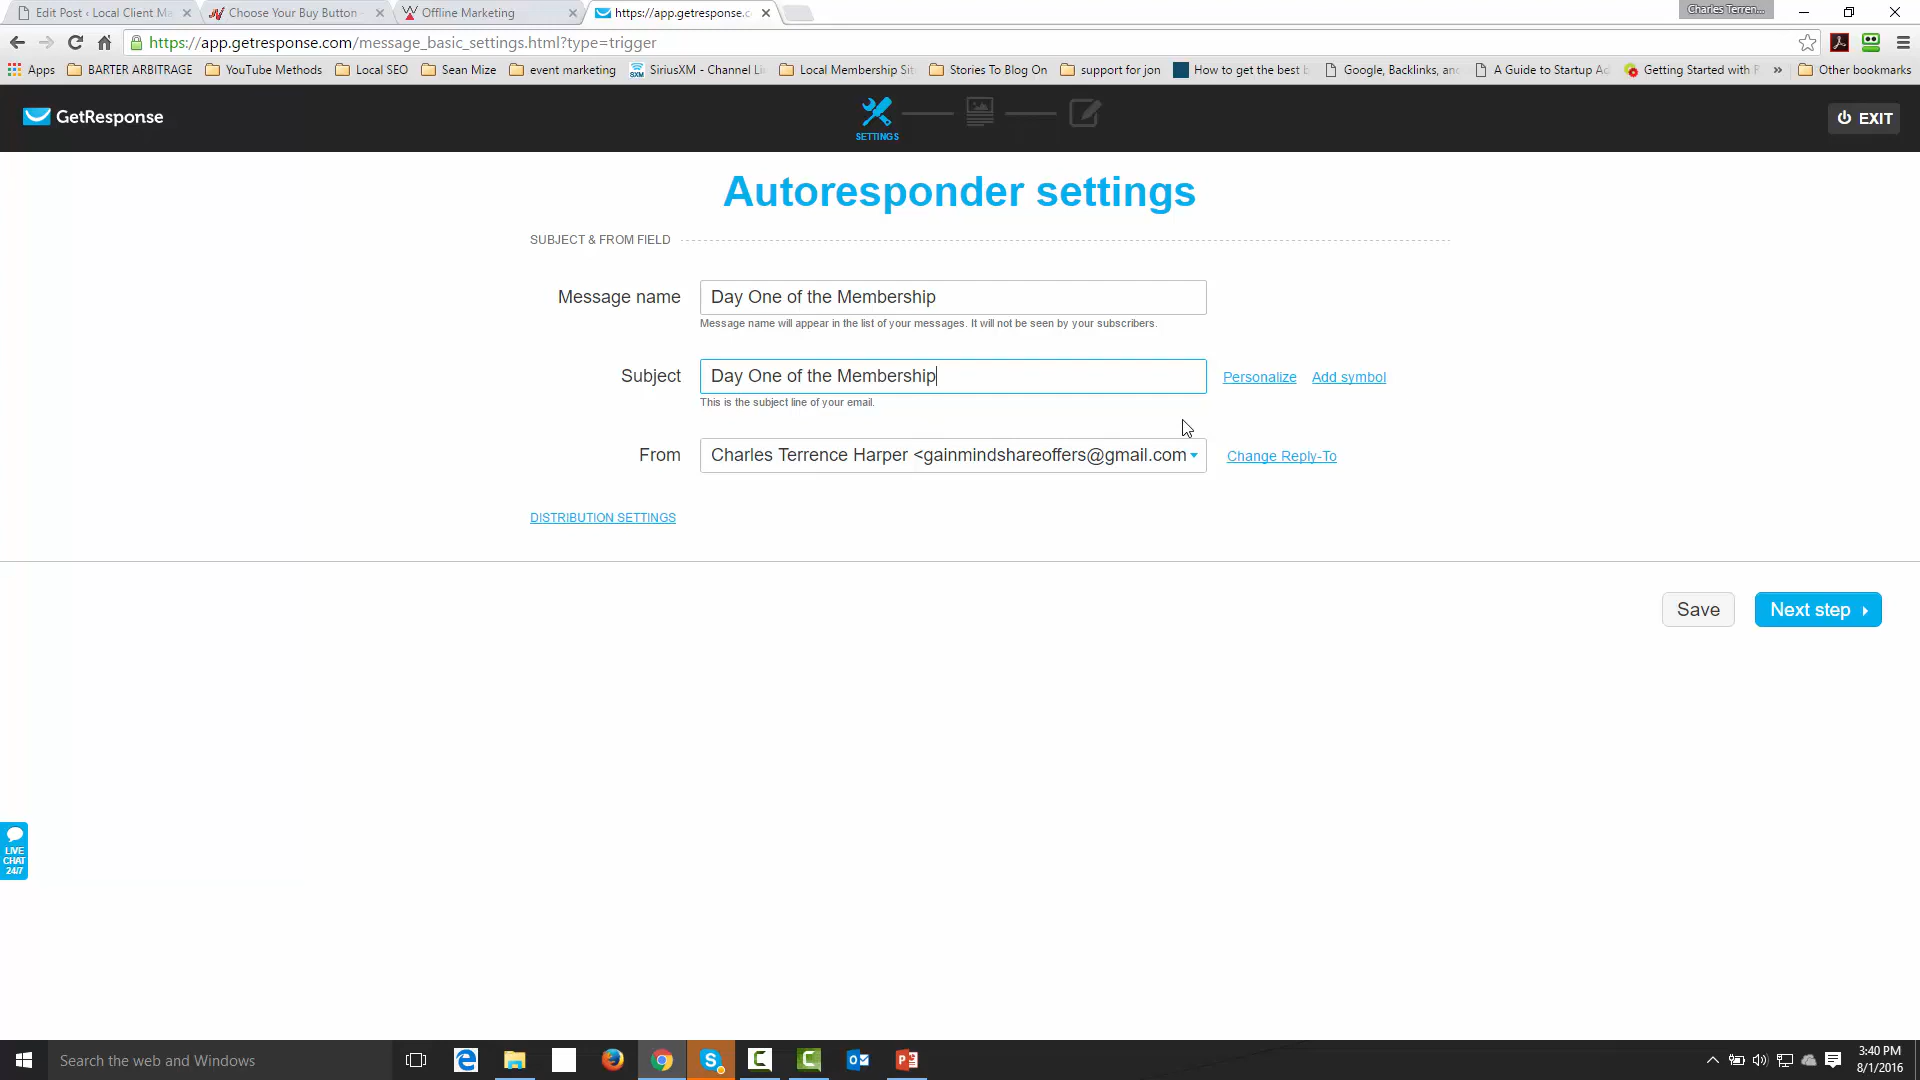 Edit Post ‹ Local Client Ma
Choose Your Buy Button -
Offline Marketing
https://app.getresponse.c
Charles Terren...
https://app.getresponse.com/message_basic_settings.html?type=trigger
Apps
BARTER ARBITRAGE
YouTube Methods
Local SEO
Sean Mize
event marketing
SiriusXM - Channel Li
Local Membership Sit
Stories To Blog On
support for jon
How to get the best b
Google, Backlinks, an
A Guide to Startup Ad
Getting Started with R
»
Other bookmarks
GetResponse
SETTINGS
EXIT
Autoresponder settings
SUBJECT & FROM FIELD
Message name
Day One of the Membership
Message name will appear in the list of your messages. It will not be seen by your subscribers.
Subject
Day One of the Membership
Personalize
Add symbol
This is the subject line of your email.
From
Charles Terrence Harper <gainmindshareoffers@gmail.com
Change Reply-To
DISTRIBUTION SETTINGS
Save
Next step
LIVE
CHAT
24/7
Search the web and Windows
3:40 PM
8/1/2016